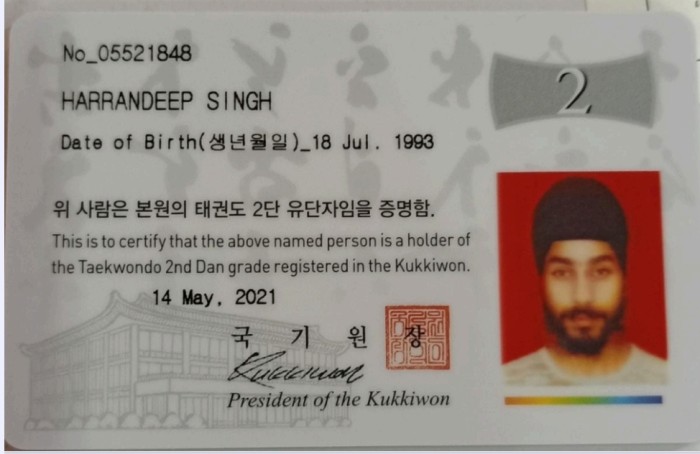 No_05521848
2
HARRANDEEP SINGH
Date of Birth(생년월일)_18 Jul. 1993
위 사람은 본원의 태권도 2단 유단자임을 증명함.
This is to certify that the above named person is a holder of
the Taekwondo 2nd Dan grade registered in the Kukkiwon.
14 May, 2021
국 기 원 장
Kukkiwon
President of the Kukkiwon